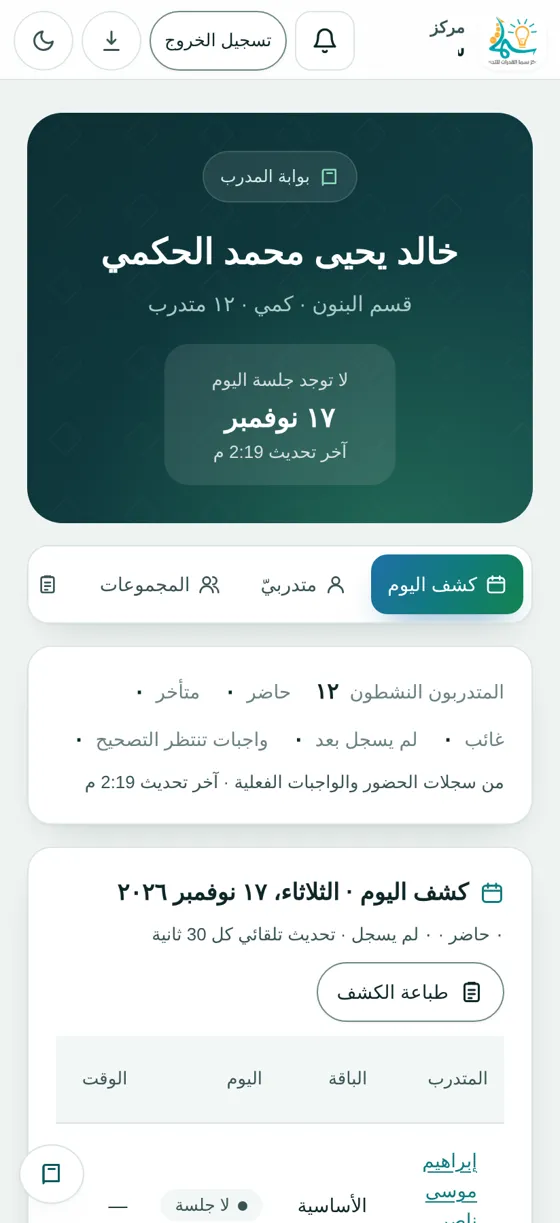 مركز
تسجيل الخروج
بوابة المدرب
خالد يحيى محمد الحكمي
قسم البنون · كمي · ١٢ متدرب
لا توجد جلسة اليوم
١٧ نوفمبر
آخر تحديث 2:19 م
كشف اليوم
متدربيّ
المجموعات
المتدربون النشطون ١٢ حاضر ٠ متأخر ٠
غائب ٠ لم يسجل بعد ٠ واجبات تنتظر التصحيح ٠
من سجلات الحضور والواجبات الفعلية · آخر تحديث 2:19 م
كشف اليوم · الثلاثاء، ١٧ نوفمبر ٢٠٢٦
٠ حاضر · ٠ لم يسجل · تحديث تلقائي كل 30 ثانية
طباعة الكشف
المتدرب الباقة اليوم الوقت
إبراهيم
موسى
ناصر
الأساسية لا جلسة —